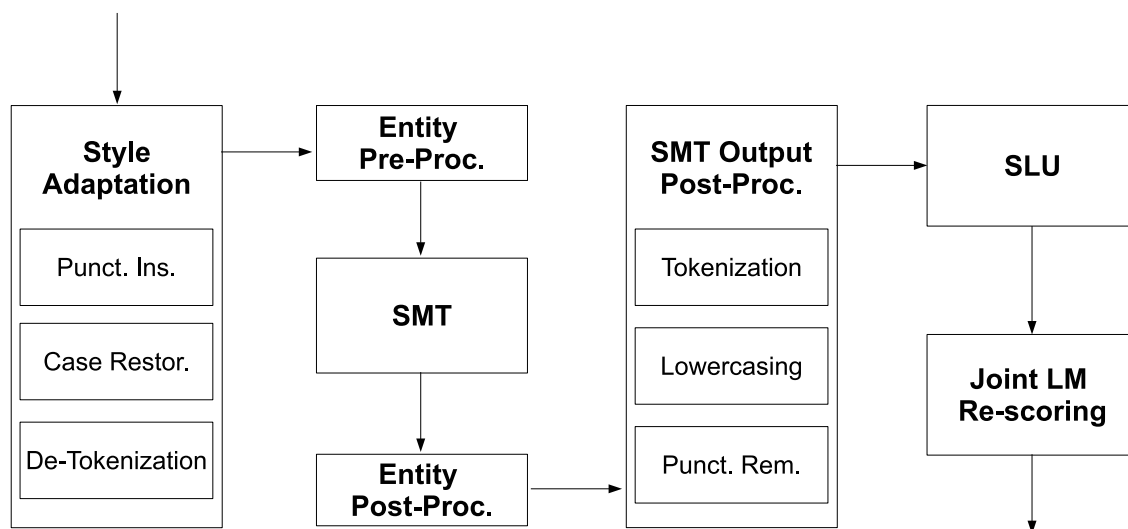 Style
Adaptation
Punct. Ins.
Case Restor.
De-Tokenization
Entity
Pre-Proc.
SMT
Entity
Post-Proc.
SMT Output
Post-Proc.
Tokenization
Lowercasing
Punct. Rem.
SLU
Joint LM
Re-scoring